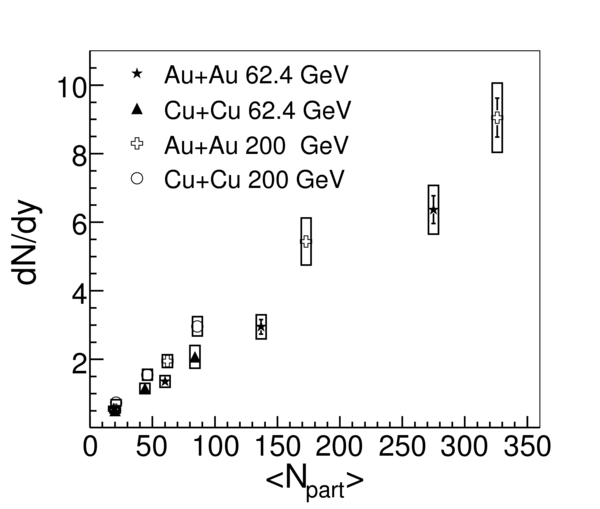 Au+Au 62.4 GeV
Cu+Cu 62.4 GeV
Au+Au 200 GeV
Cu+Cu 200 GeV
dN/dy
10
8
6
4
2
0 50 100 150 200 250 300 350
<N_part>